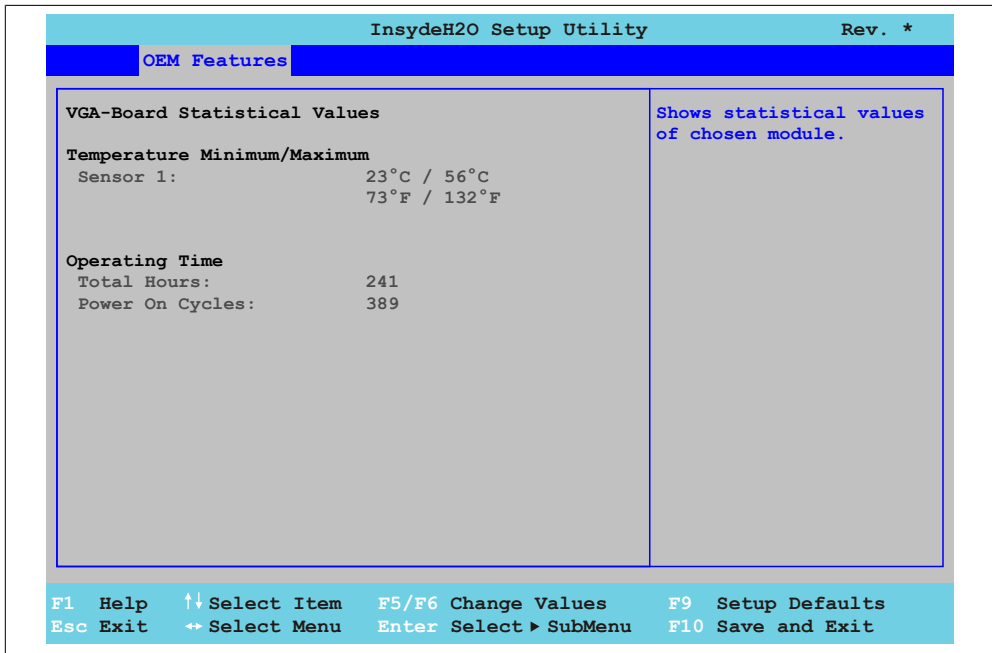 InsydeH2O Setup Utility Rev. *
OEM Features
VGA-Board Statistical Values
Shows statistical values
of chosen module.
Temperature Minimum/Maximum
Sensor 1: 23°C / 56°C
73°F / 132°F
Operating Time
Total Hours: 241
Power On Cycles: 389
F1 Help ↑↓ Select Item F5/F6 Change Values F9 Setup Defaults
Esc Exit ↔ Select Menu Enter Select ▶ SubMenu F10 Save and Exit